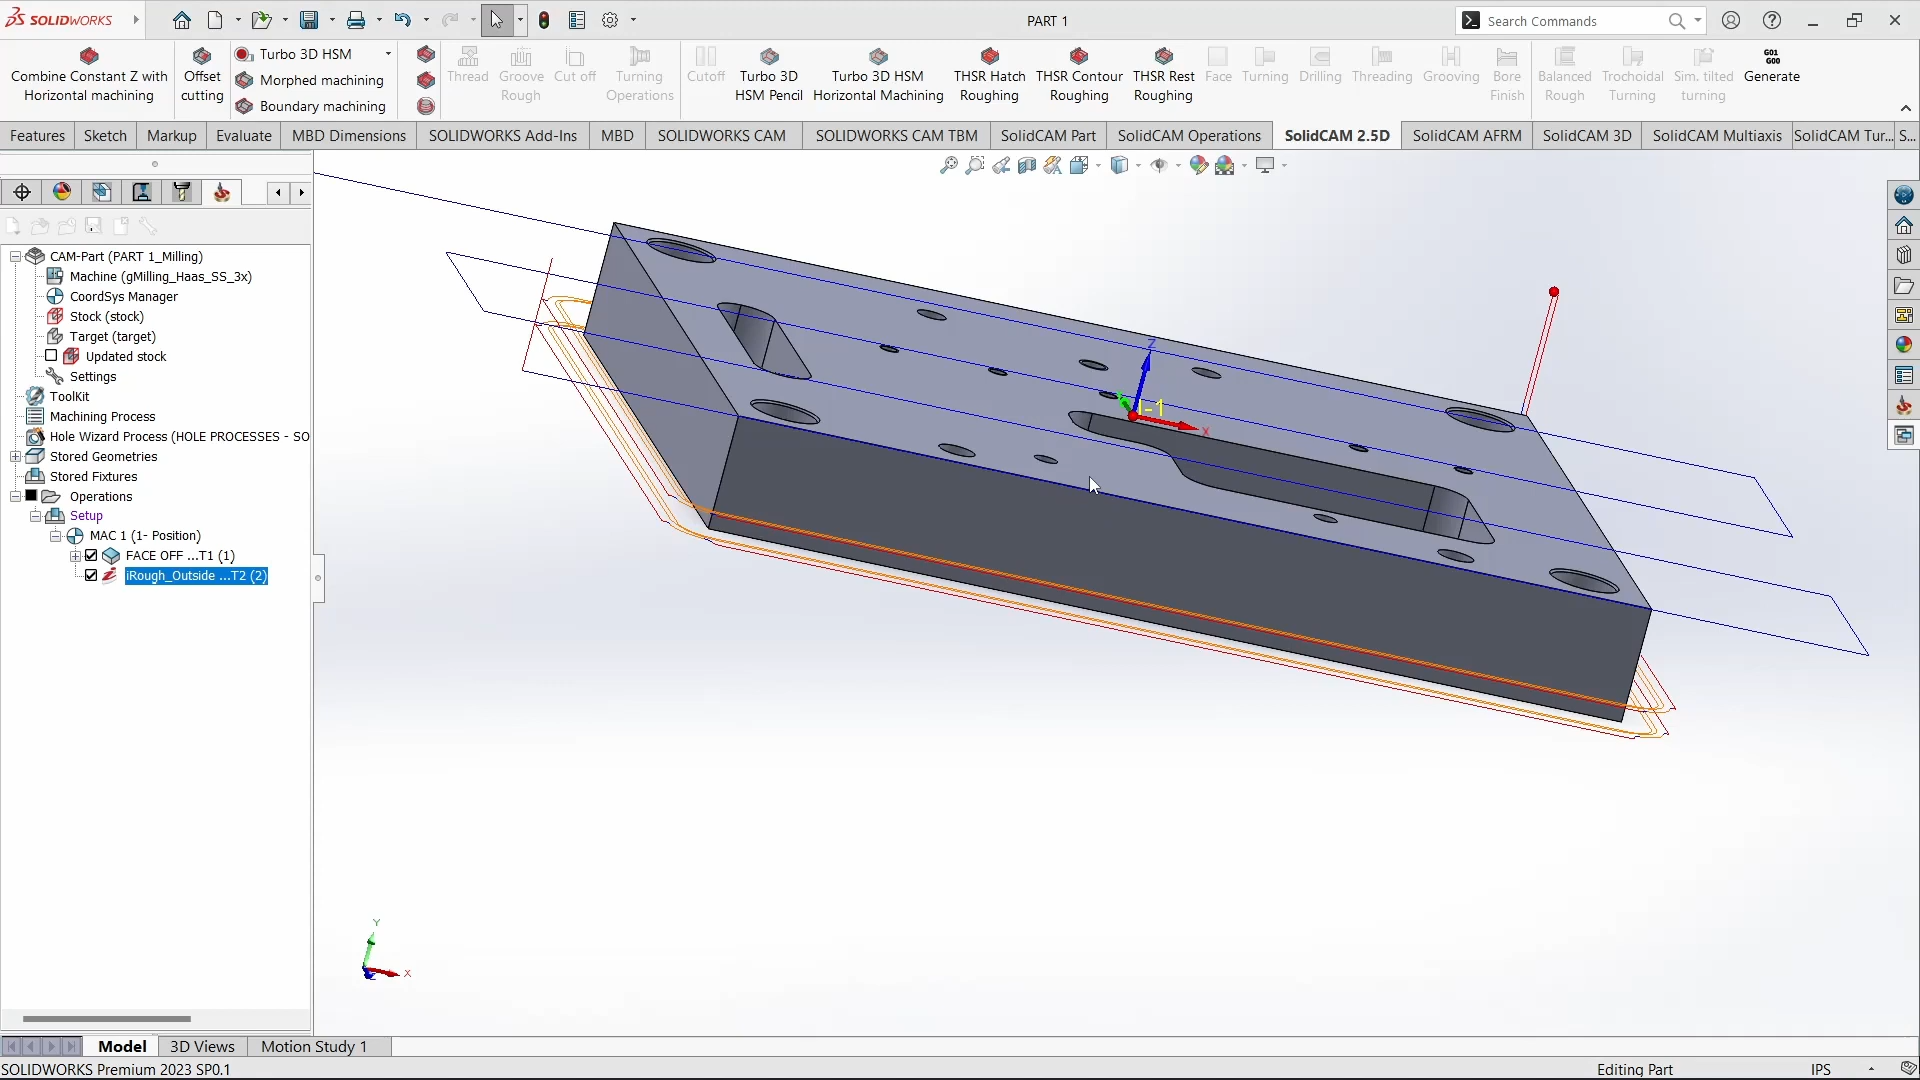 SOLIDWORKS
PART 1
Search Commands
Combine Constant Z with
Horizontal machining
Offset
cutting
Turbo 3D HSM
Morphed machining
Boundary machining
Thread
Groove
Rough
Cut off
Turning
Operations
Cutoff
Turbo 3D
HSM Pencil
Turbo 3D HSM
Horizontal Machining
THSR Hatch
Roughing
THSR Contour
Roughing
THSR Rest
Roughing
Face
Turning
Drilling
Threading
Grooving
Bore
Finish
Balanced
Rough
Trochoidal
Turning
Sim. tilted
turning
G01
G00
Generate
Features
Sketch
Markup
Evaluate
MBD Dimensions
SOLIDWORKS Add-Ins
MBD
SOLIDWORKS CAM
SOLIDWORKS CAM TBM
SolidCAM Part
SolidCAM Operations
SolidCAM 2.5D
SolidCAM AFRM
SolidCAM 3D
SolidCAM Multiaxis
SolidCAM Tur...
S...
CAM-Part (PART 1_Milling)
Machine (gMilling_Haas_SS_3x)
CoordSys Manager
Stock (stock)
Target (target)
Updated stock
Settings
ToolKit
Machining Process
Hole Wizard Process (HOLE PROCESSES - SO
Stored Geometries
Stored Fixtures
Operations
Setup
MAC 1 (1- Position)
FACE OFF ...T1 (1)
iRough_Outside ...T2 (2)
Z
1-1
X
Y
X
Model
3D Views
Motion Study 1
SOLIDWORKS Premium 2023 SP0.1
Editing Part
IPS